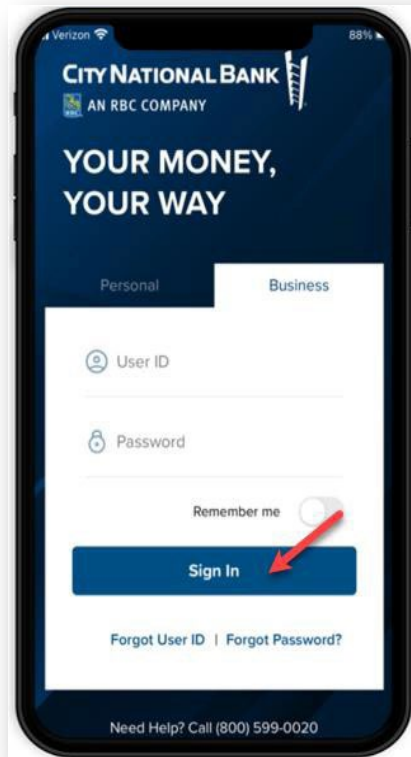 Verizon 88%
CITY NATIONAL BANK
RBC AN RBC COMPANY
YOUR MONEY,
YOUR WAY
Personal Business
User ID
Password
Remember me
Sign In
Forgot User ID | Forgot Password?
Need Help? Call (800) 599-0020